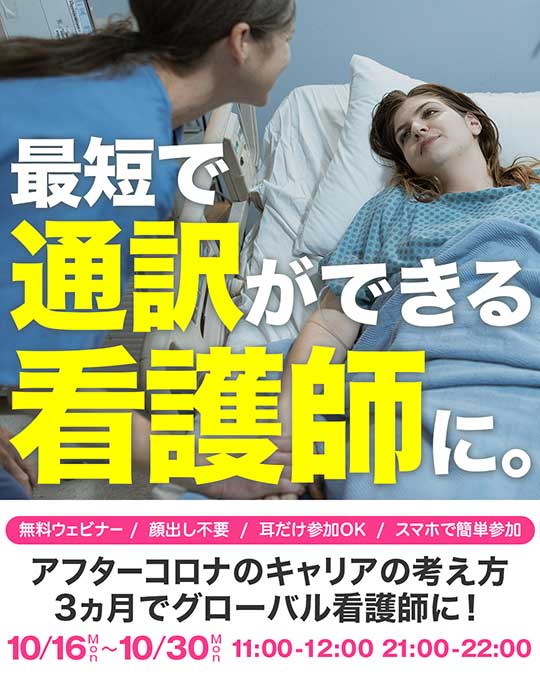 最短で
通訳ができる
看護師に。
無料ウェビナー / 顔出し不要 / 耳だけ参加OK / スマホで簡単参加
アフターコロナのキャリアの考え方
3ヵ月でグローバル看護師に！
10/16Mon〜10/30Mon 11:00-12:00 21:00-22:00